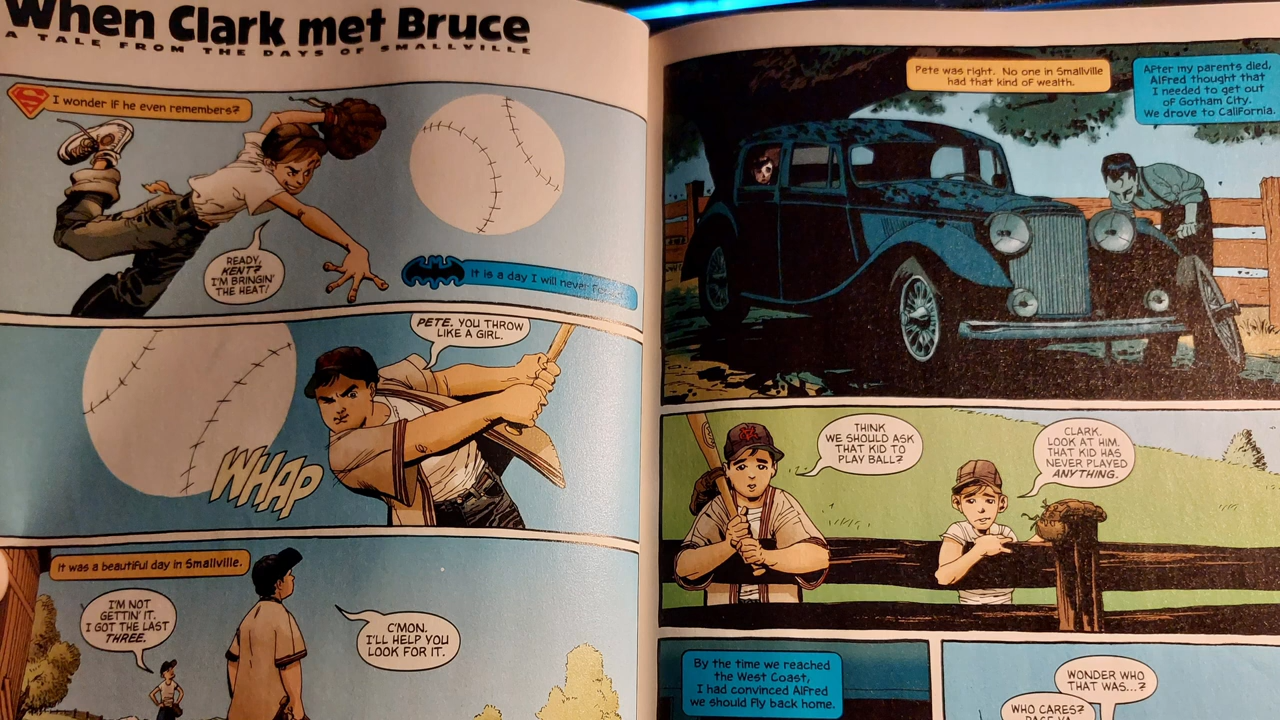 When Clark met Bruce
A TALE FROM THE DAYS OF SMALLVILLE
I wonder if he even remembers?
READY,
KENT?
I'M BRINGIN'
THE HEAT!
It is a day I will never
PETE. YOU THROW
LIKE A GIRL.
WHAP
It was a beautiful day in Smallville.
I'M NOT
GETTIN' IT.
I GOT THE LAST
THREE.
C'MON.
I'LL HELP YOU
LOOK FOR IT.
Pete was right. No one in Smallville
had that kind of wealth.
After my parents died,
Alfred thought that
I needed to get out
of Gotham City.
We drove to California.
THINK
WE SHOULD ASK
THAT KID TO
PLAY BALL?
CLARK.
LOOK AT HIM.
THAT KID HAS
NEVER PLAYED
ANYTHING.
By the time we reached
the West Coast,
I had convinced Alfred
we should fly back home.
WONDER WHO
THAT WAS...?
WHO CARES?